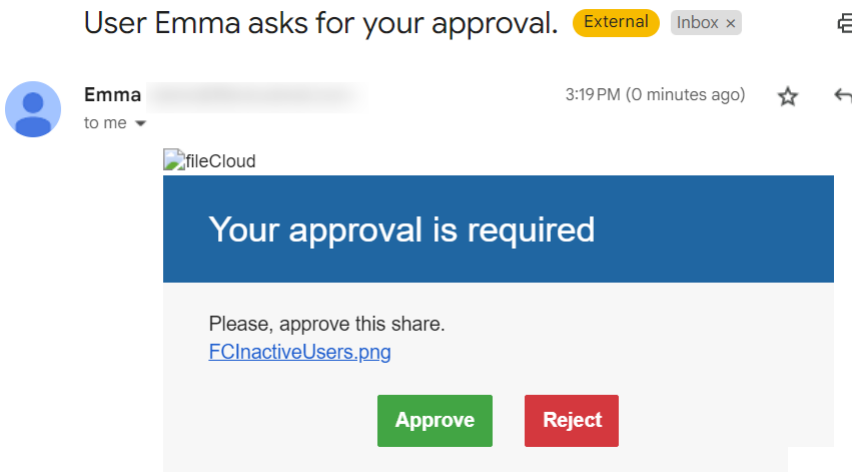 User Emma asks for your approval. External Inbox ×
Emma 3:19 PM (0 minutes ago)
to me
fileCloud
Your approval is required
Please, approve this share.
FCInactiveUsers.png
Approve Reject